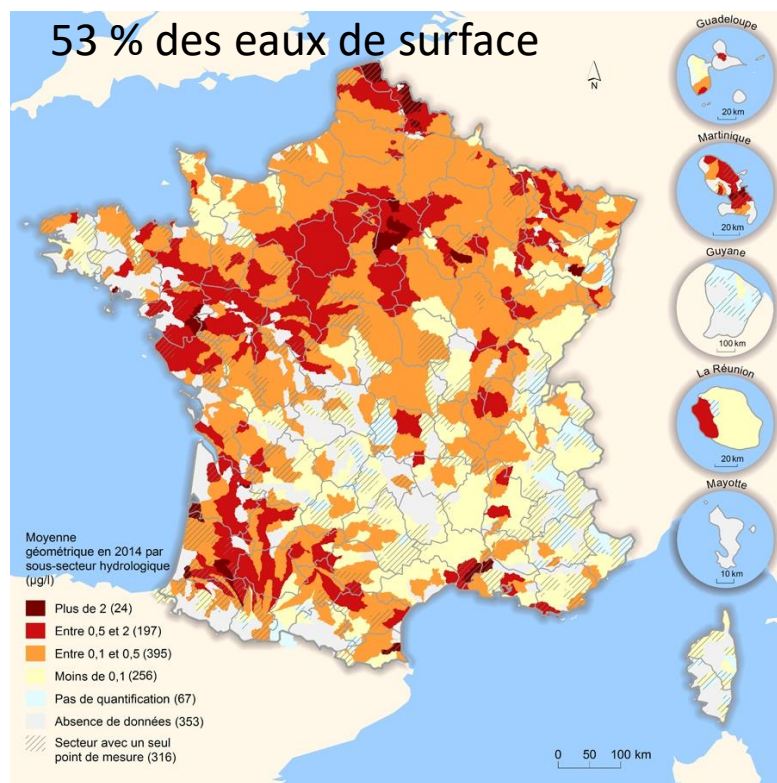 53 % des eaux de surface
N
Guadeloupe
20 km
Martinique
20 km
Guyane
100 km
La Réunion
20 km
Mayotte
10 km
Moyenne
géométrique en 2014 par
sous-secteur hydrologique
(µg/l)
Plus de 2 (24)
Entre 0,5 et 2 (197)
Entre 0,1 et 0,5 (395)
Moins de 0,1 (256)
Pas de quantification (67)
Absence de données (353)
Secteur avec un seul
point de mesure (316)
0 50 100 km